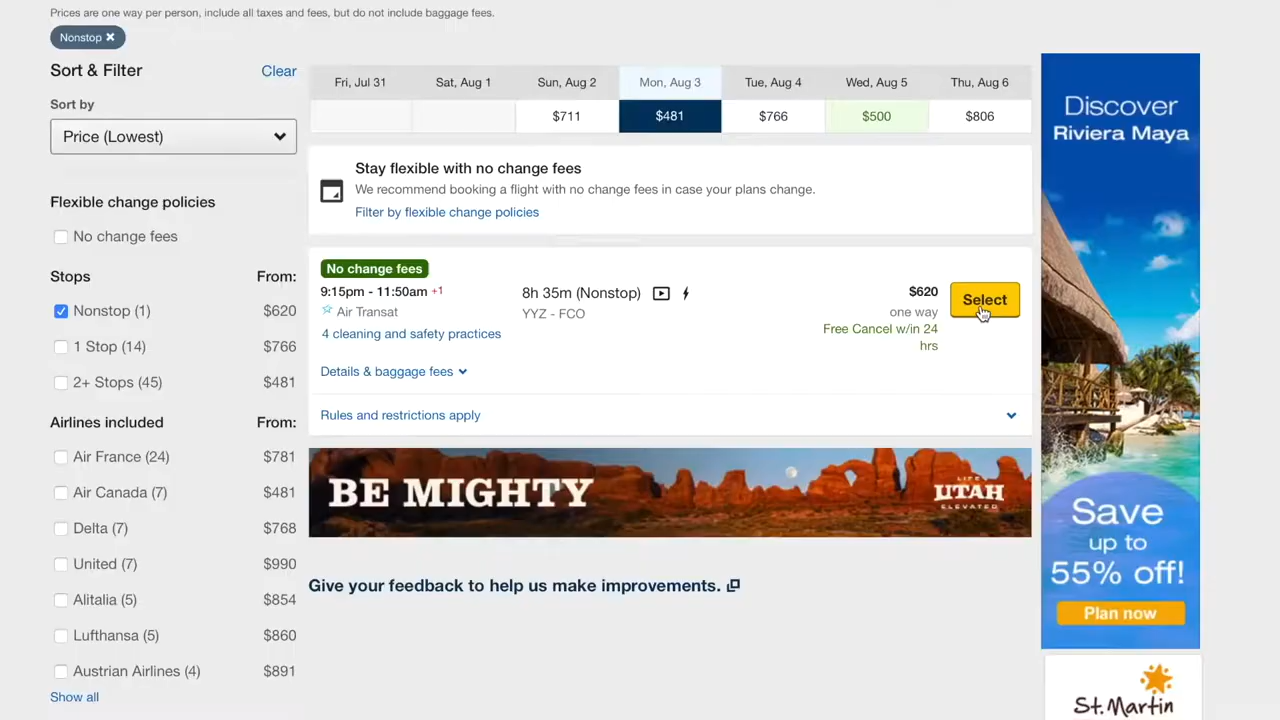 Prices are one way per person, include all taxes and fees, but do not include baggage fees.
Nonstop ✖
Sort & Filter
Clear
Sort by
Price (Lowest)
Flexible change policies
No change fees
Stops From:
Nonstop (1) $620
1 Stop (14) $766
2+ Stops (45) $481
Airlines included From:
Air France (24) $781
Air Canada (7) $481
Delta (7) $768
United (7) $990
Alitalia (5) $854
Lufthansa (5) $860
Austrian Airlines (4) $891
Show all
Fri, Jul 31 Sat, Aug 1 Sun, Aug 2 Mon, Aug 3 Tue, Aug 4 Wed, Aug 5 Thu, Aug 6
$711 $481 $766 $500 $806
Stay flexible with no change fees
We recommend booking a flight with no change fees in case your plans change.
Filter by flexible change policies
No change fees
9:15pm - 11:50am +1
Air Transat
4 cleaning and safety practices
8h 35m (Nonstop)
YYZ - FCO
$620
one way
Free Cancel w/in 24
hrs
Select
Details & baggage fees
Rules and restrictions apply
BE MIGHTY
LIFE
UTAH
ELEVATED
Give your feedback to help us make improvements.
Discover
Riviera Maya
Save
up to
55% off!
Plan now
St. Martin